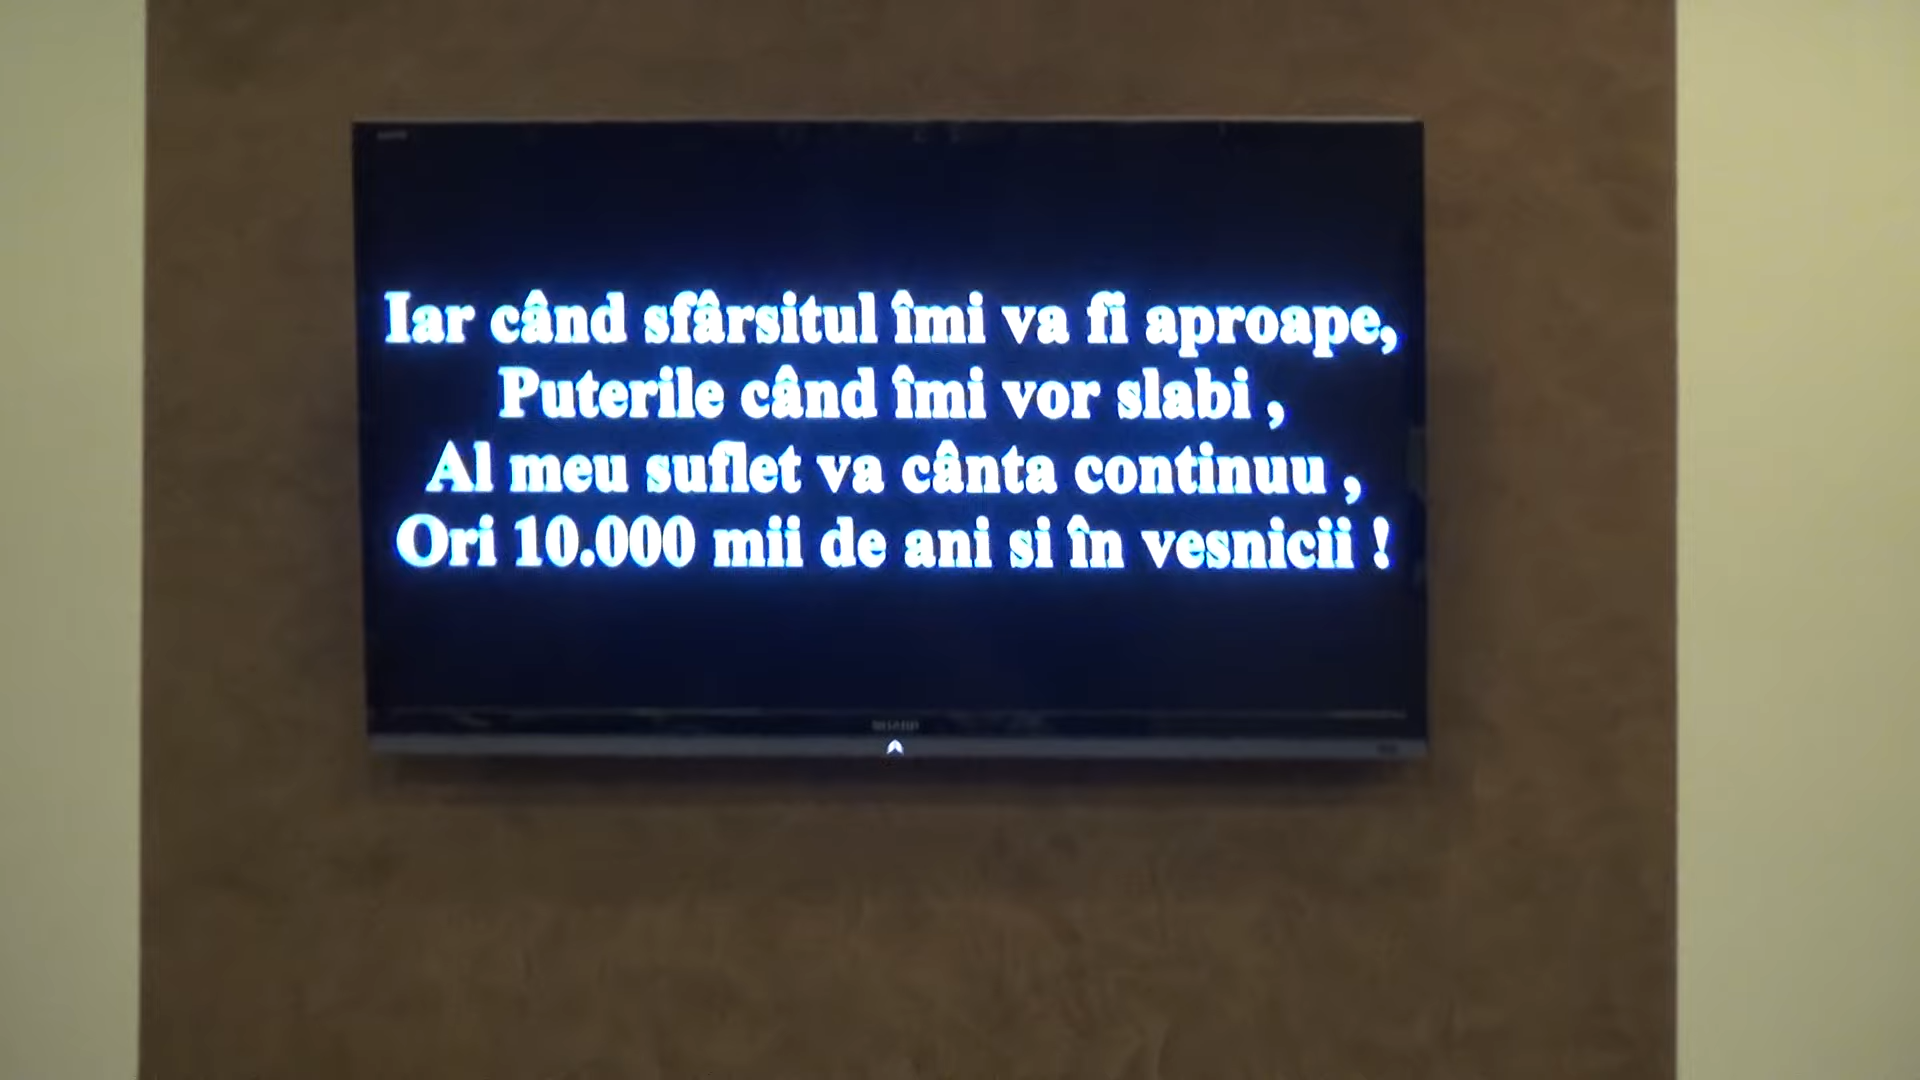 Iar când sfârsitul îmi va fi aproape,
Puterile când îmi vor slabi ,
Al meu suflet va cânta continuu ,
Ori 10.000 mii de ani si în vesnicii !